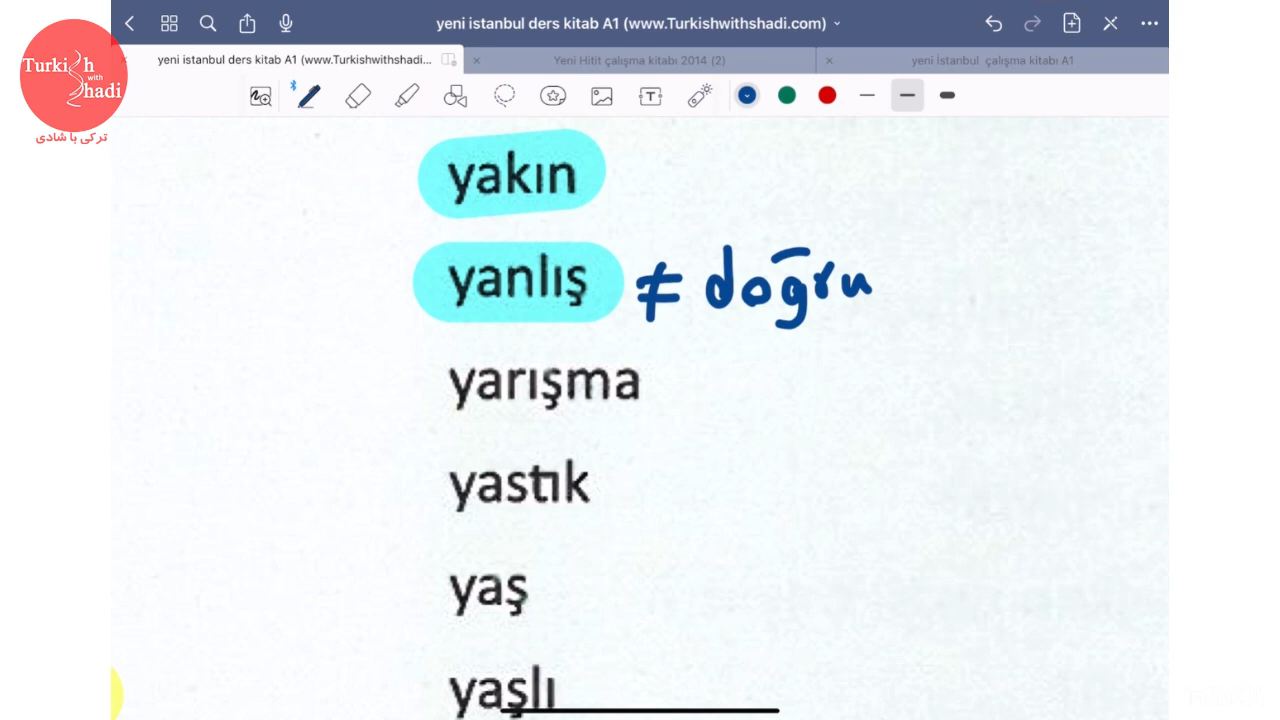 yeni istanbul ders kitab A1 (www.Turkishwithshadi.com)
yeni istanbul ders kitab A1 (www.Turkishwithshadi...
Yeni Hitit çalışma kitabı 2014 (2)
yeni İstanbul çalışma kitabı A1
Turkish
with
Shadi
ترکی با شادی
T
yakın
yanlış ≠ doğru
yarışma
yastık
yaş
yaşlı